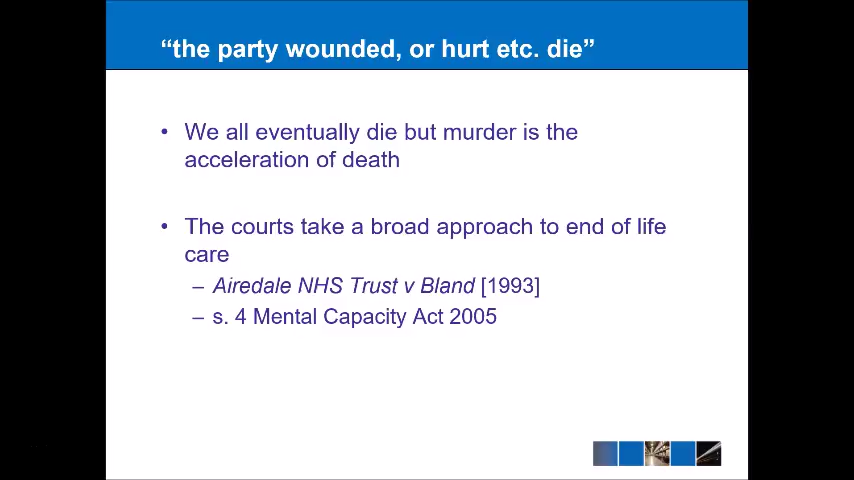 “the party wounded, or hurt etc. die”
• We all eventually die but murder is the
acceleration of death
• The courts take a broad approach to end of life
care
– Airedale NHS Trust v Bland [1993]
– s. 4 Mental Capacity Act 2005